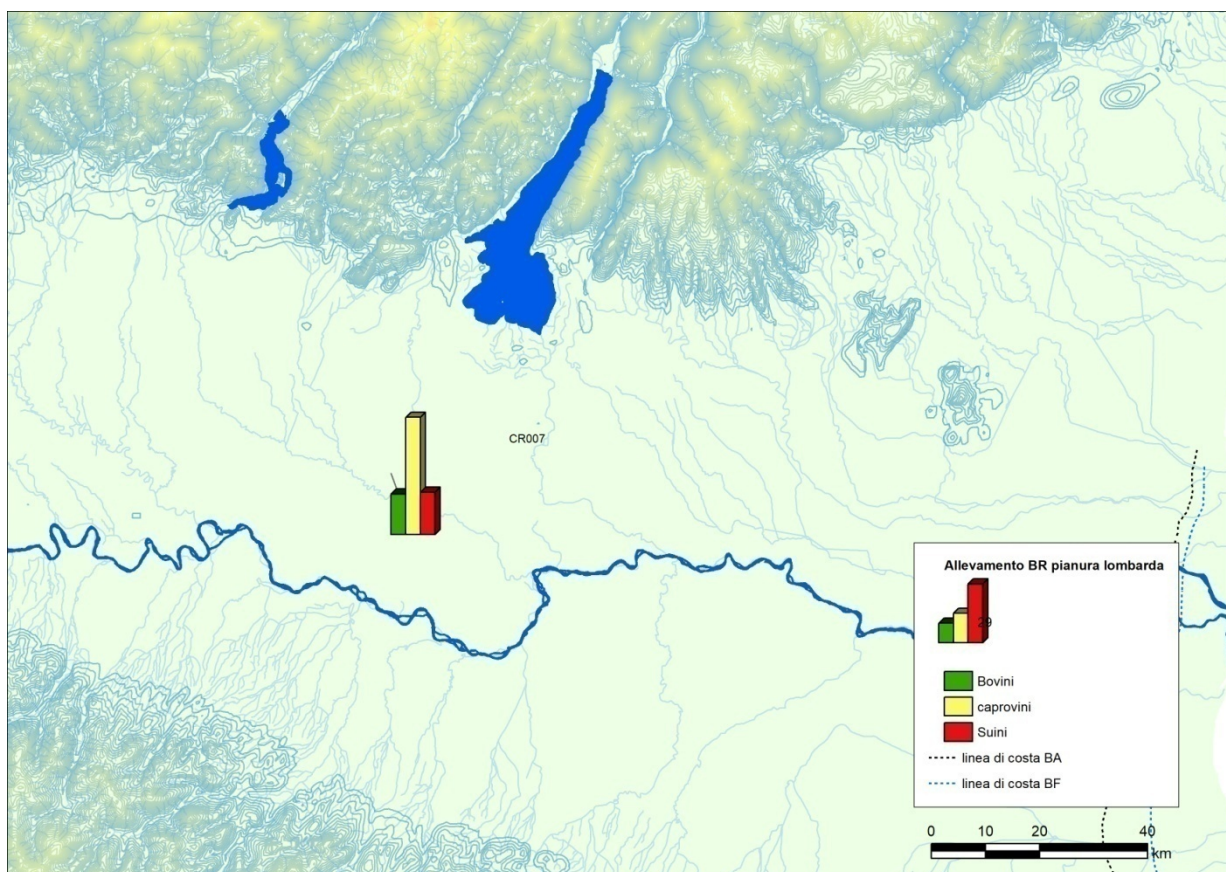 CR007
Allevamento BR pianura lombarda
29
Bovini
caprovini
Suini
linea di costa BA
linea di costa BF
0 10 20 40
km